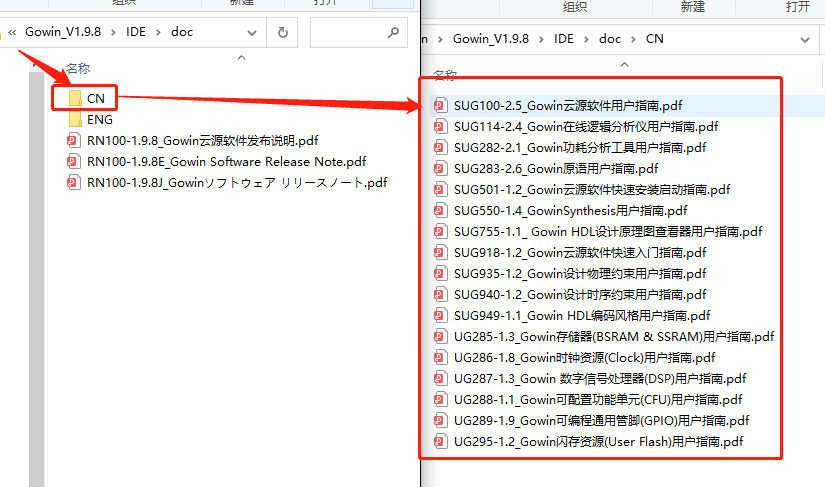 组织
新建
打开
« Gowin_V1.9.8 › IDE › doc
名称
CN
ENG
RN100-1.9.8_Gowin云源软件发布说明.pdf
RN100-1.9.8E_Gowin Software Release Note.pdf
RN100-1.9.8J_Gowinソフトウェア リリースノート.pdf
组织
新建
打开
n › Gowin_V1.9.8 › IDE › doc › CN
名称
SUG100-2.5_Gowin云源软件用户指南.pdf
SUG114-2.4_Gowin在线逻辑分析仪用户指南.pdf
SUG282-2.1_Gowin功耗分析工具用户指南.pdf
SUG283-2.6_Gowin原语用户指南.pdf
SUG501-1.2_Gowin云源软件快速安装启动指南.pdf
SUG550-1.4_GowinSynthesis用户指南.pdf
SUG755-1.1_ Gowin HDL设计原理图查看器用户指南.pdf
SUG918-1.2_Gowin云源软件快速入门指南.pdf
SUG935-1.2_Gowin设计物理约束用户指南.pdf
SUG940-1.2_Gowin设计时序约束用户指南.pdf
SUG949-1.1_Gowin HDL编码风格用户指南.pdf
UG285-1.3_Gowin存储器(BSRAM & SSRAM)用户指南.pdf
UG286-1.8_Gowin时钟资源(Clock)用户指南.pdf
UG287-1.3_Gowin 数字信号处理器(DSP)用户指南.pdf
UG288-1.1_Gowin可配置功能单元(CFU)用户指南.pdf
UG289-1.9_Gowin可编程通用管脚(GPIO)用户指南.pdf
UG295-1.2_Gowin闪存资源(User Flash)用户指南.pdf